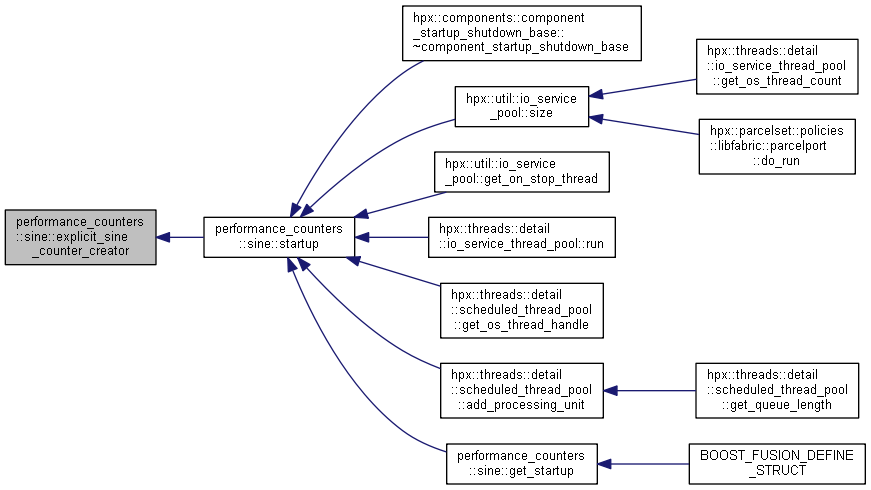 performance_counters
::sine::explicit_sine
_counter_creator
performance_counters
::sine::startup
hpx::components::component
_startup_shutdown_base::
~component_startup_shutdown_base
hpx::util::io_service
_pool::size
hpx::util::io_service
_pool::get_on_stop_thread
hpx::threads::detail
::io_service_thread_pool::run
hpx::threads::detail
::scheduled_thread_pool
::get_os_thread_handle
hpx::threads::detail
::scheduled_thread_pool
::add_processing_unit
performance_counters
::sine::get_startup
hpx::threads::detail
::io_service_thread_pool
::get_os_thread_count
hpx::parcelset::policies
::libfabric::parcelport
::do_run
hpx::threads::detail
::scheduled_thread_pool
::get_queue_length
BOOST_FUSION_DEFINE
_STRUCT